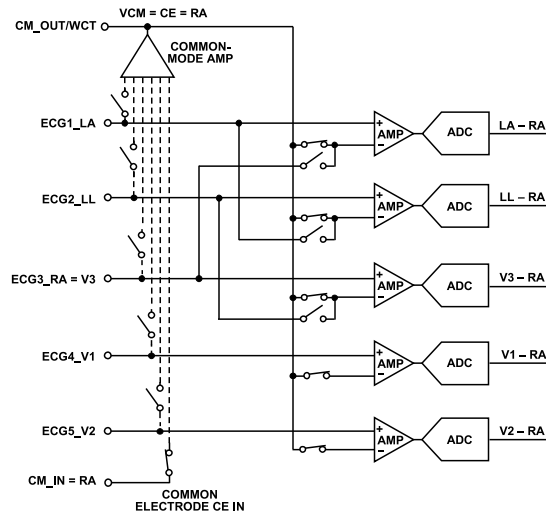 CM_OUT/WCT
VCM = CE = RA
COMMON-
MODE AMP
ECG1_LA
+
AMP
–
ADC
LA – RA
ECG2_LL
+
AMP
–
ADC
LL – RA
ECG3_RA = V3
+
AMP
–
ADC
V3 – RA
ECG4_V1
+
AMP
–
ADC
V1 – RA
ECG5_V2
+
AMP
–
ADC
V2 – RA
CM_IN = RA
COMMON
ELECTRODE CE IN